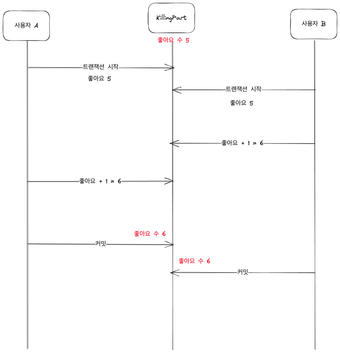 사용자 A
KillingPart
사용자 B
좋아요 수 5
트랜잭션 시작
좋아요 5
트랜잭션 시작
좋아요 5
좋아요 + 1 = 6
좋아요 + 1 = 6
좋아요 수 6
커밋
좋아요 수 6
커밋